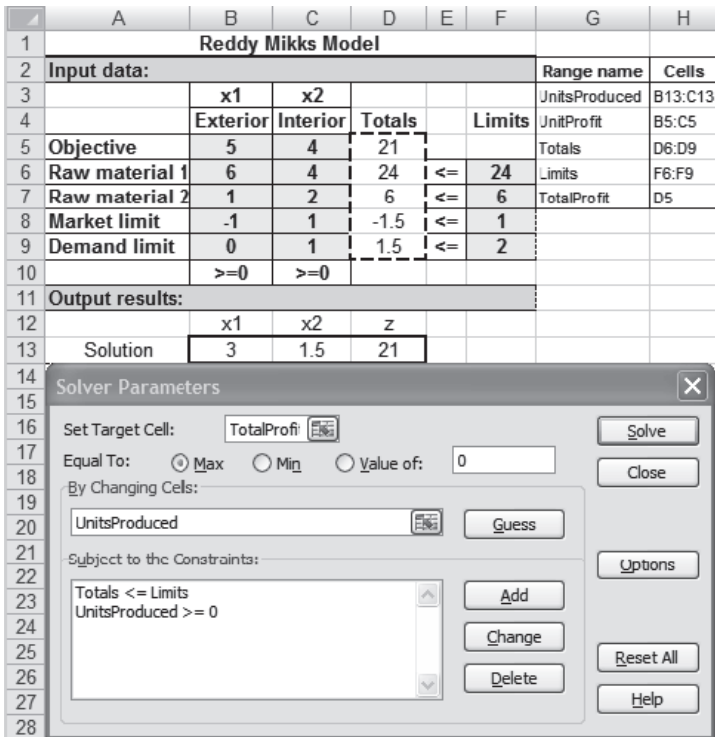 A B C D E F G H
1 Reddy Mikks Model
2 Input data: Range name Cells
3 x1 x2 UnitsProduced B13:C13
4 Exterior Interior Totals Limits UnitProfit B5:C5
5 Objective 5 4 21 Totals D6:D9
6 Raw material 1 6 4 24 <= 24 Limits F6:F9
7 Raw material 2 1 2 6 <= 6 TotalProfit D5
8 Market limit -1 1 -1.5 <= 1
9 Demand limit 0 1 1.5 <= 2
10 >=0 >=0
11 Output results:
12 x1 x2 z
13 Solution 3 1.5 21
14
Solver Parameters
15
16 Set Target Cell: TotalProfi Solve
17 Equal To: Max Min Value of: 0
18 Close
By Changing Cels:
19
20 UnitsProduced Guess
21
Subject to the Constraints: Options
22
Totals <= Limits
23 Add
UnitsProduced >= 0
24
Change
25 Reset All
26 Delete
27 Help
28